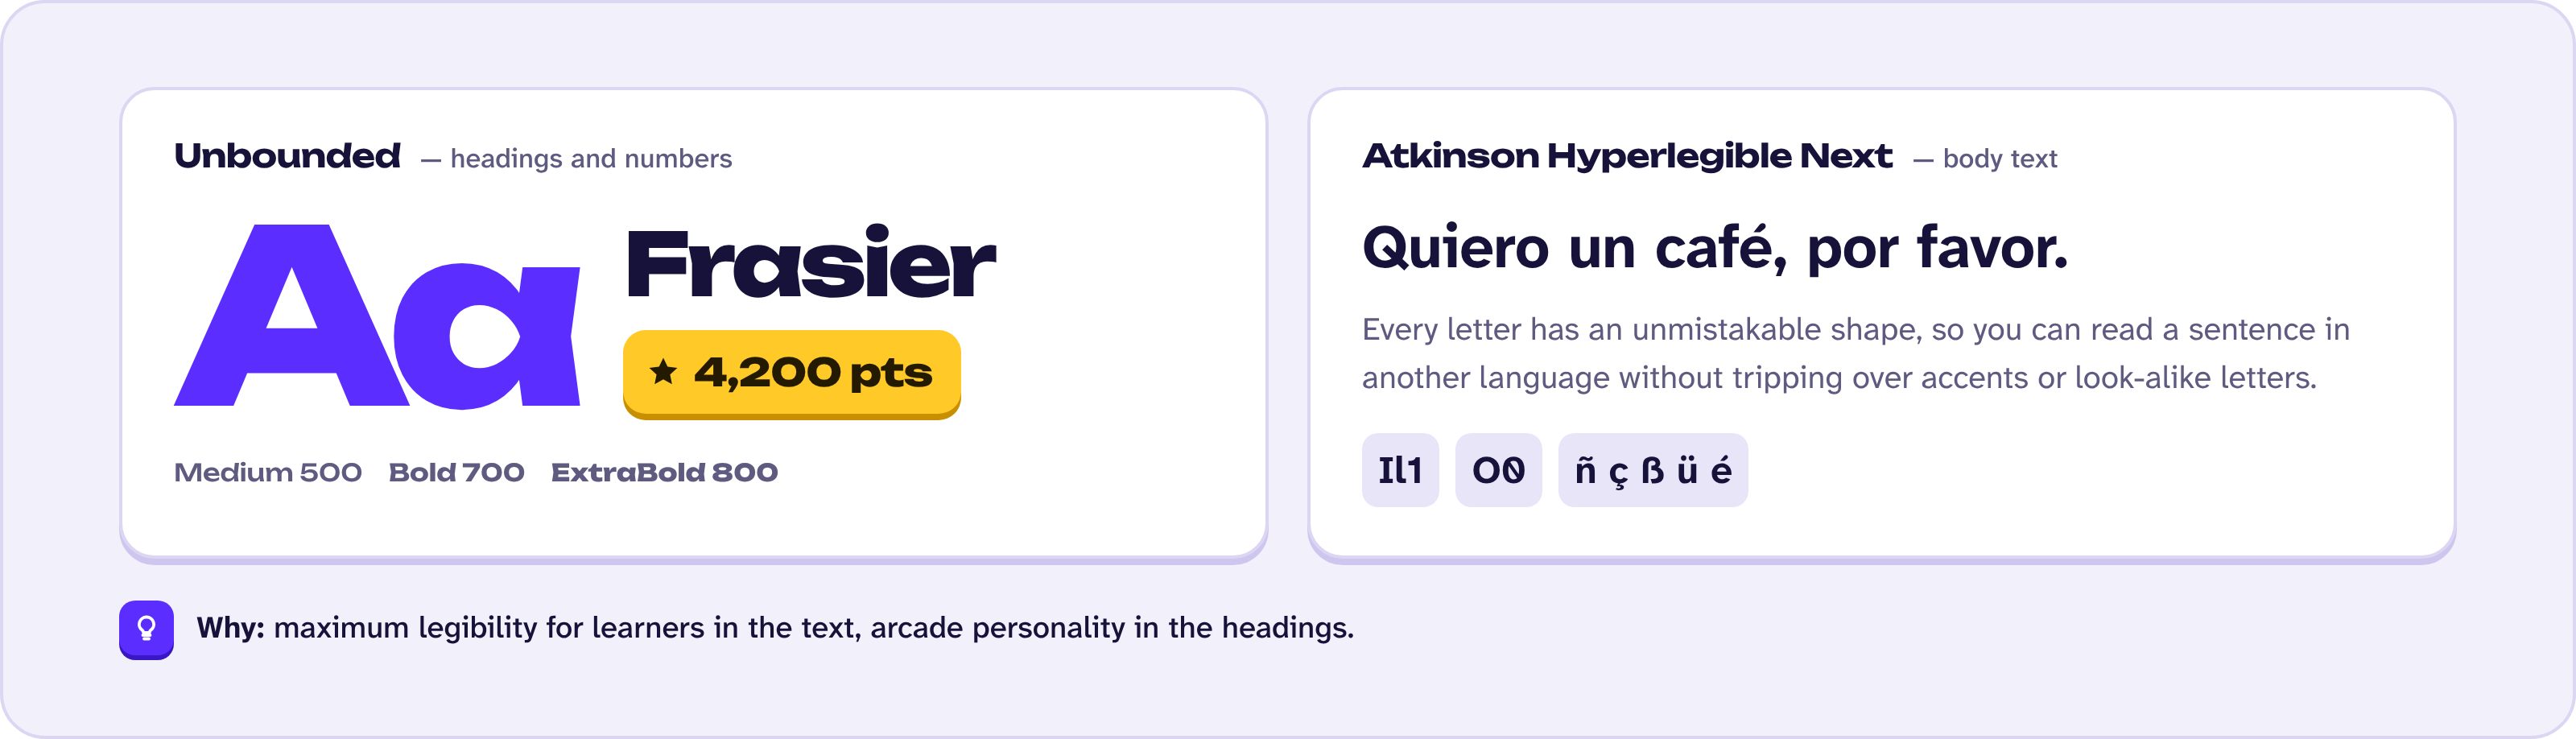 Unbounded — headings and numbers
Aa
Frasier
★ 4,200 pts
Medium 500 Bold 700 ExtraBold 800
Atkinson Hyperlegible Next — body text
Quiero un café, por favor.
Every letter has an unmistakable shape, so you can read a sentence in
another language without tripping over accents or look-alike letters.
Il1 O0 ñ ç ß ü é
Why: maximum legibility for learners in the text, arcade personality in the headings.